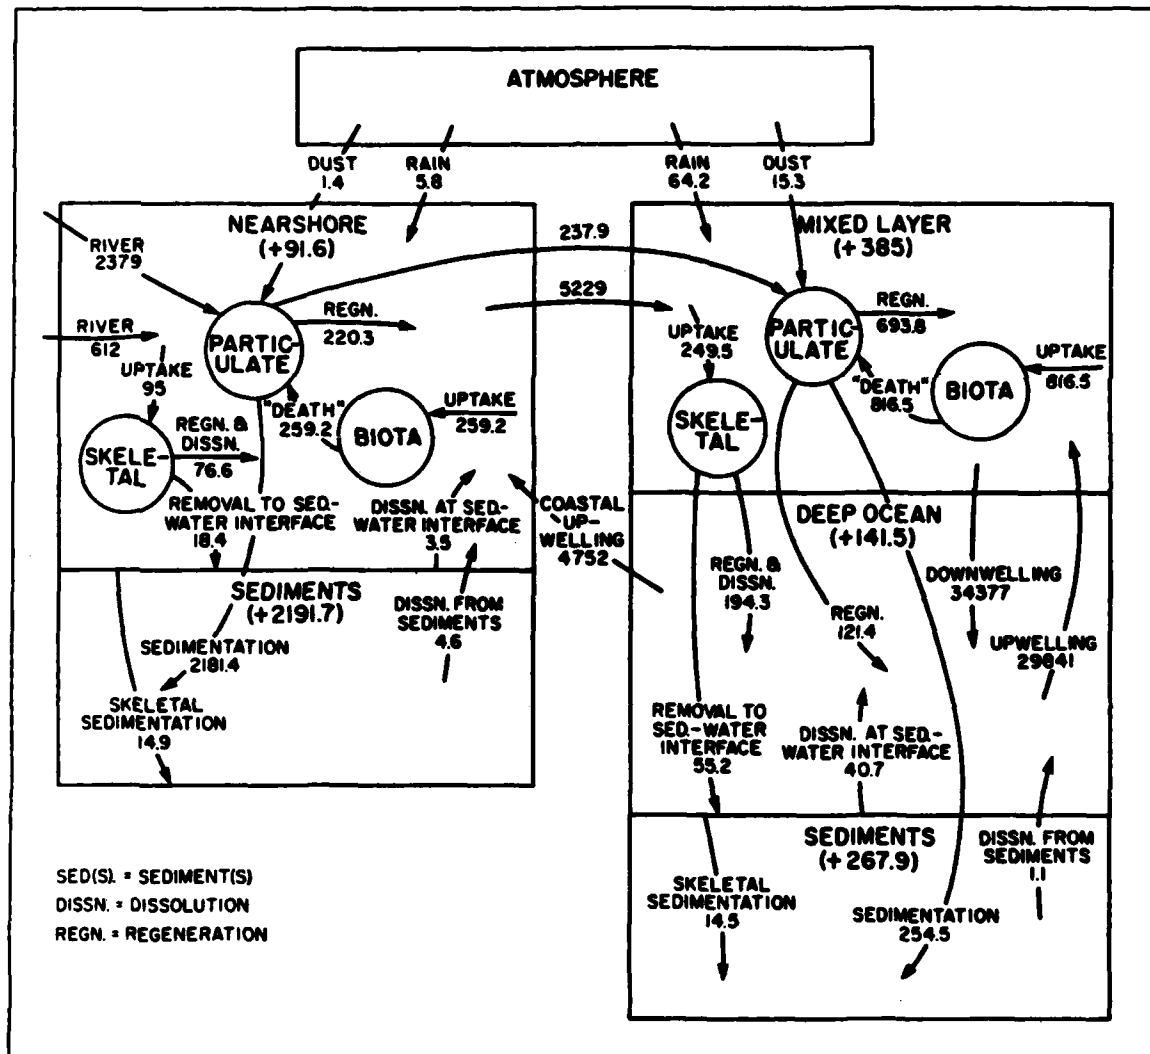 ATMOSPHERE
DUST
1.4
RAIN
5.8
RAIN
64.2
DUST
15.3
NEARSHORE
(+91.6)
RIVER
2379
RIVER
612
PARTIC-
ULATE
REGN.
220.3
UPTAKE
95
"DEATH"
259.2
BIOTA
UPTAKE
259.2
SKELE-
TAL
REGN. &
DISSN.
76.6
REMOVAL TO SED-
WATER INTERFACE
18.4
DISSN. AT SED.-
WATER INTERFACE
3.5
237.9
5229
COASTAL
UP-
WELLING
4752
SEDIMENTS
(+2191.7)
DISSN. FROM
SEDIMENTS
4.6
SEDIMENTATION
2181.4
SKELETAL
SEDIMENTATION
14.9
MIXED LAYER
(+385)
UPTAKE
249.5
PARTIC-
ULATE
REGN.
693.8
"DEATH"
816.5
BIOTA
UPTAKE
816.5
SKELE-
TAL
DEEP OCEAN
(+141.5)
REGN. &
DISSN.
194.3
REGN.
121.4
DOWNWELLING
34377
UPWELLING
29841
REMOVAL TO
SED.-WATER
INTERFACE
55.2
DISSN. AT SED.-
WATER INTERFACE
40.7
SEDIMENTS
(+267.9)
DISSN. FROM
SEDIMENTS
1.1
SKELETAL
SEDIMENTATION
14.5
SEDIMENTATION
254.5
SED(S). = SEDIMENT(S)
DISSN. = DISSOLUTION
REGN. = REGENERATION